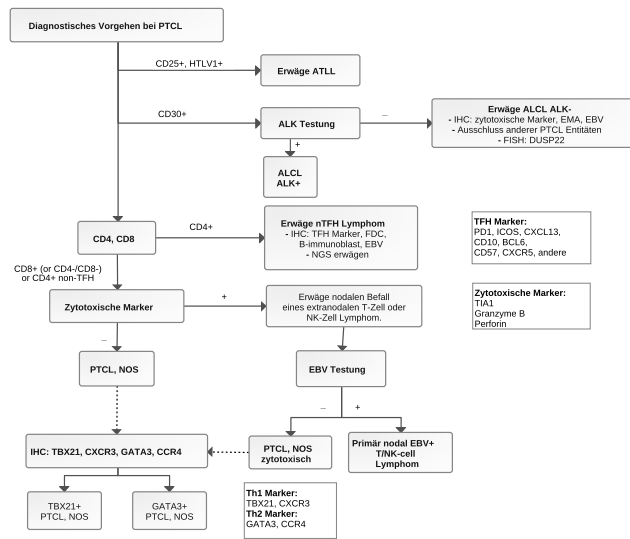 Diagnostisches Vorgehen bei PTCL
CD25+, HTLV1+
Erwäge ATLL
CD30+
ALK Testung
–
Erwäge ALCL ALK-
- IHC: zytotoxische Marker, EMA, EBV
- Ausschluss anderer PTCL Entitäten
- FISH: DUSP22
+
ALCL
ALK+
CD4, CD8
CD4+
Erwäge nTFH Lymphom
- IHC: TFH Marker, FDC,
B-immunoblast, EBV
- NGS erwägen
TFH Marker:
PD1, ICOS, CXCL13,
CD10, BCL6,
CD57, CXCR5, andere
CD8+ (or CD4-/CD8-)
or CD4+ non-TFH
Zytotoxische Marker
+
Erwäge nodalen Befall
eines extranodalen T-Zell oder
NK-Zell Lymphom.
Zytotoxische Marker:
TIA1
Granzyme B
Perforin
–
PTCL, NOS
EBV Testung
–
+
IHC: TBX21, CXCR3, GATA3, CCR4
PTCL, NOS
zytotoxisch
Primär nodal EBV+
T/NK-cell
Lymphom
TBX21+
PTCL, NOS
GATA3+
PTCL, NOS
Th1 Marker:
TBX21, CXCR3
Th2 Marker:
GATA3, CCR4